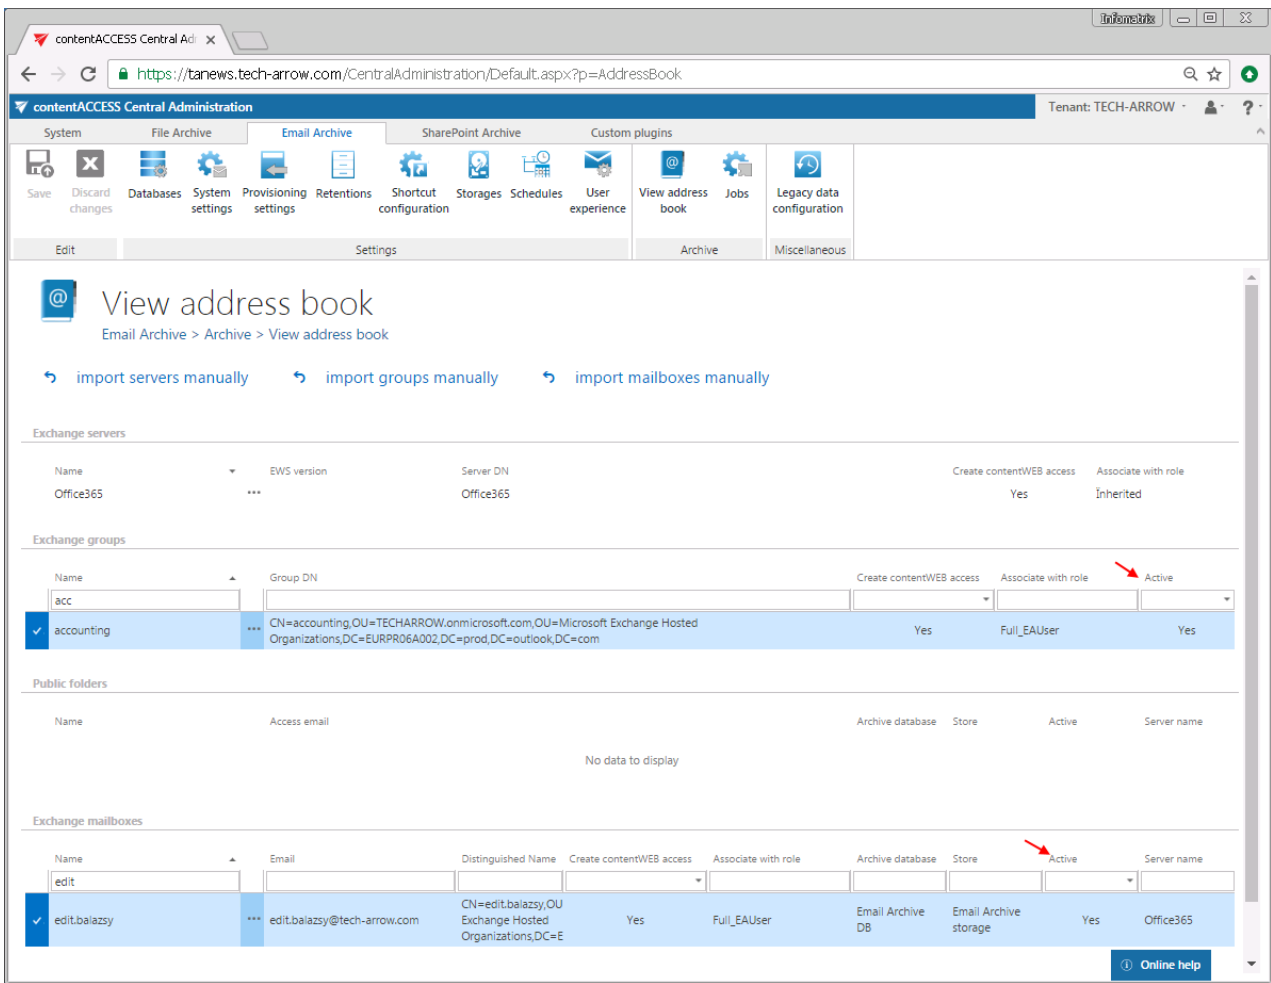 Infometrix
contentACCESS Central Adr x
https://tanews.tech-arrow.com/CentralAdministration/Default.aspx?p=AddressBook
contentACCESS Central Administration
Tenant: TECH-ARROW
?
System File Archive Email Archive SharePoint Archive Custom plugins
Save Discard changes Databases System settings Provisioning settings Retentions Shortcut configuration Storages Schedules User experience View address book Jobs Legacy data configuration
Edit Settings Archive Miscellaneous
View address book
Email Archive > Archive > View address book
import servers manually import groups manually import mailboxes manually
Exchange servers
Name EWS version Server DN Create contentWEB access Associate with role
Office365 ••• Office365 Yes Inherited
Exchange groups
Name Group DN Create contentWEB access Associate with role Active
acc
accounting ••• CN=accounting,OU=TECHARROW.onmicrosoft.com,OU=Microsoft Exchange Hosted Yes Full_EAUser Yes
Organizations,DC=EURPR06A002,DC=prod,DC=outlook,DC=com
Public folders
Name Access email Archive database Store Active Server name
No data to display
Exchange mailboxes
Name Email Distinguished Name Create contentWEB access Associate with role Archive database Store Active Server name
edit
edit.balazsy ••• edit.balazsy@tech-arrow.com CN=edit.balazsy,OU Exchange Hosted Organizations,DC=E Yes Full_EAUser Email Archive DB Email Archive storage Yes Office365
Online help